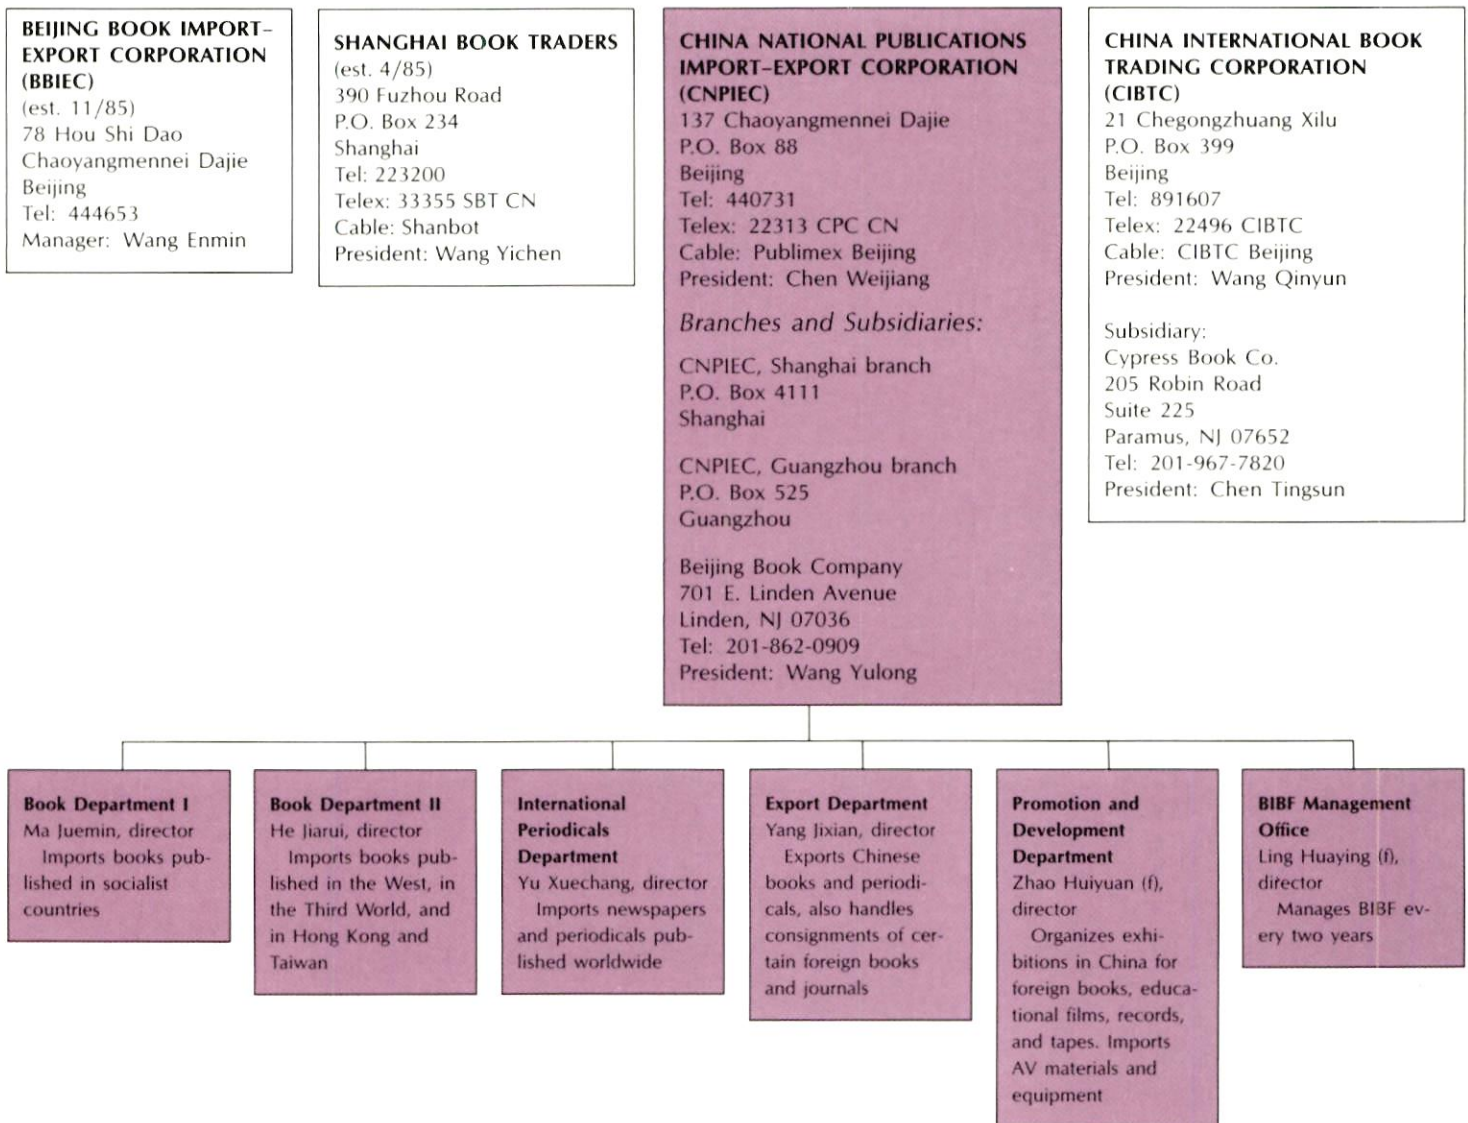 BEIJING BOOK IMPORT–
EXPORT CORPORATION
(BBIEC)
(est. 11/85)
78 Hou Shi Dao
Chaoyangmennei Dajie
Beijing
Tel: 444653
Manager: Wang Enmin
SHANGHAI BOOK TRADERS
(est. 4/85)
390 Fuzhou Road
P.O. Box 234
Shanghai
Tel: 223200
Telex: 33355 SBT CN
Cable: Shanbot
President: Wang Yichen
CHINA NATIONAL PUBLICATIONS
IMPORT–EXPORT CORPORATION
(CNPIEC)
137 Chaoyangmennei Dajie
P.O. Box 88
Beijing
Tel: 440731
Telex: 22313 CPC CN
Cable: Publimex Beijing
President: Chen Weijiang
Branches and Subsidiaries:
CNPIEC, Shanghai branch
P.O. Box 4111
Shanghai
CNPIEC, Guangzhou branch
P.O. Box 525
Guangzhou
Beijing Book Company
701 E. Linden Avenue
Linden, NJ 07036
Tel: 201-862-0909
President: Wang Yulong
CHINA INTERNATIONAL BOOK
TRADING CORPORATION
(CIBTC)
21 Chegongzhuang Xilu
P.O. Box 399
Beijing
Tel: 891607
Telex: 22496 CIBTC
Cable: CIBTC Beijing
President: Wang Qinyun
Subsidiary:
Cypress Book Co.
205 Robin Road
Suite 225
Paramus, NJ 07652
Tel: 201-967-7820
President: Chen Tingsun
Book Department I
Ma Juemin, director
Imports books pub-
lished in socialist
countries
Book Department II
He Jiarui, director
Imports books pub-
lished in the West, in
the Third World, and
in Hong Kong and
Taiwan
International
Periodicals
Department
Yu Xuechang, director
Imports newspapers
and periodicals pub-
lished worldwide
Export Department
Yang Jixian, director
Exports Chinese
books and periodi-
cals, also handles
consignments of cer-
tain foreign books
and journals
Promotion and
Development
Department
Zhao Huiyuan (f),
director
Organizes exhi-
bitions in China for
foreign books, educa-
tional films, records,
and tapes. Imports
AV materials and
equipment
BIBF Management
Office
Ling Huaying (f),
director
Manages BIBF ev-
ery two years